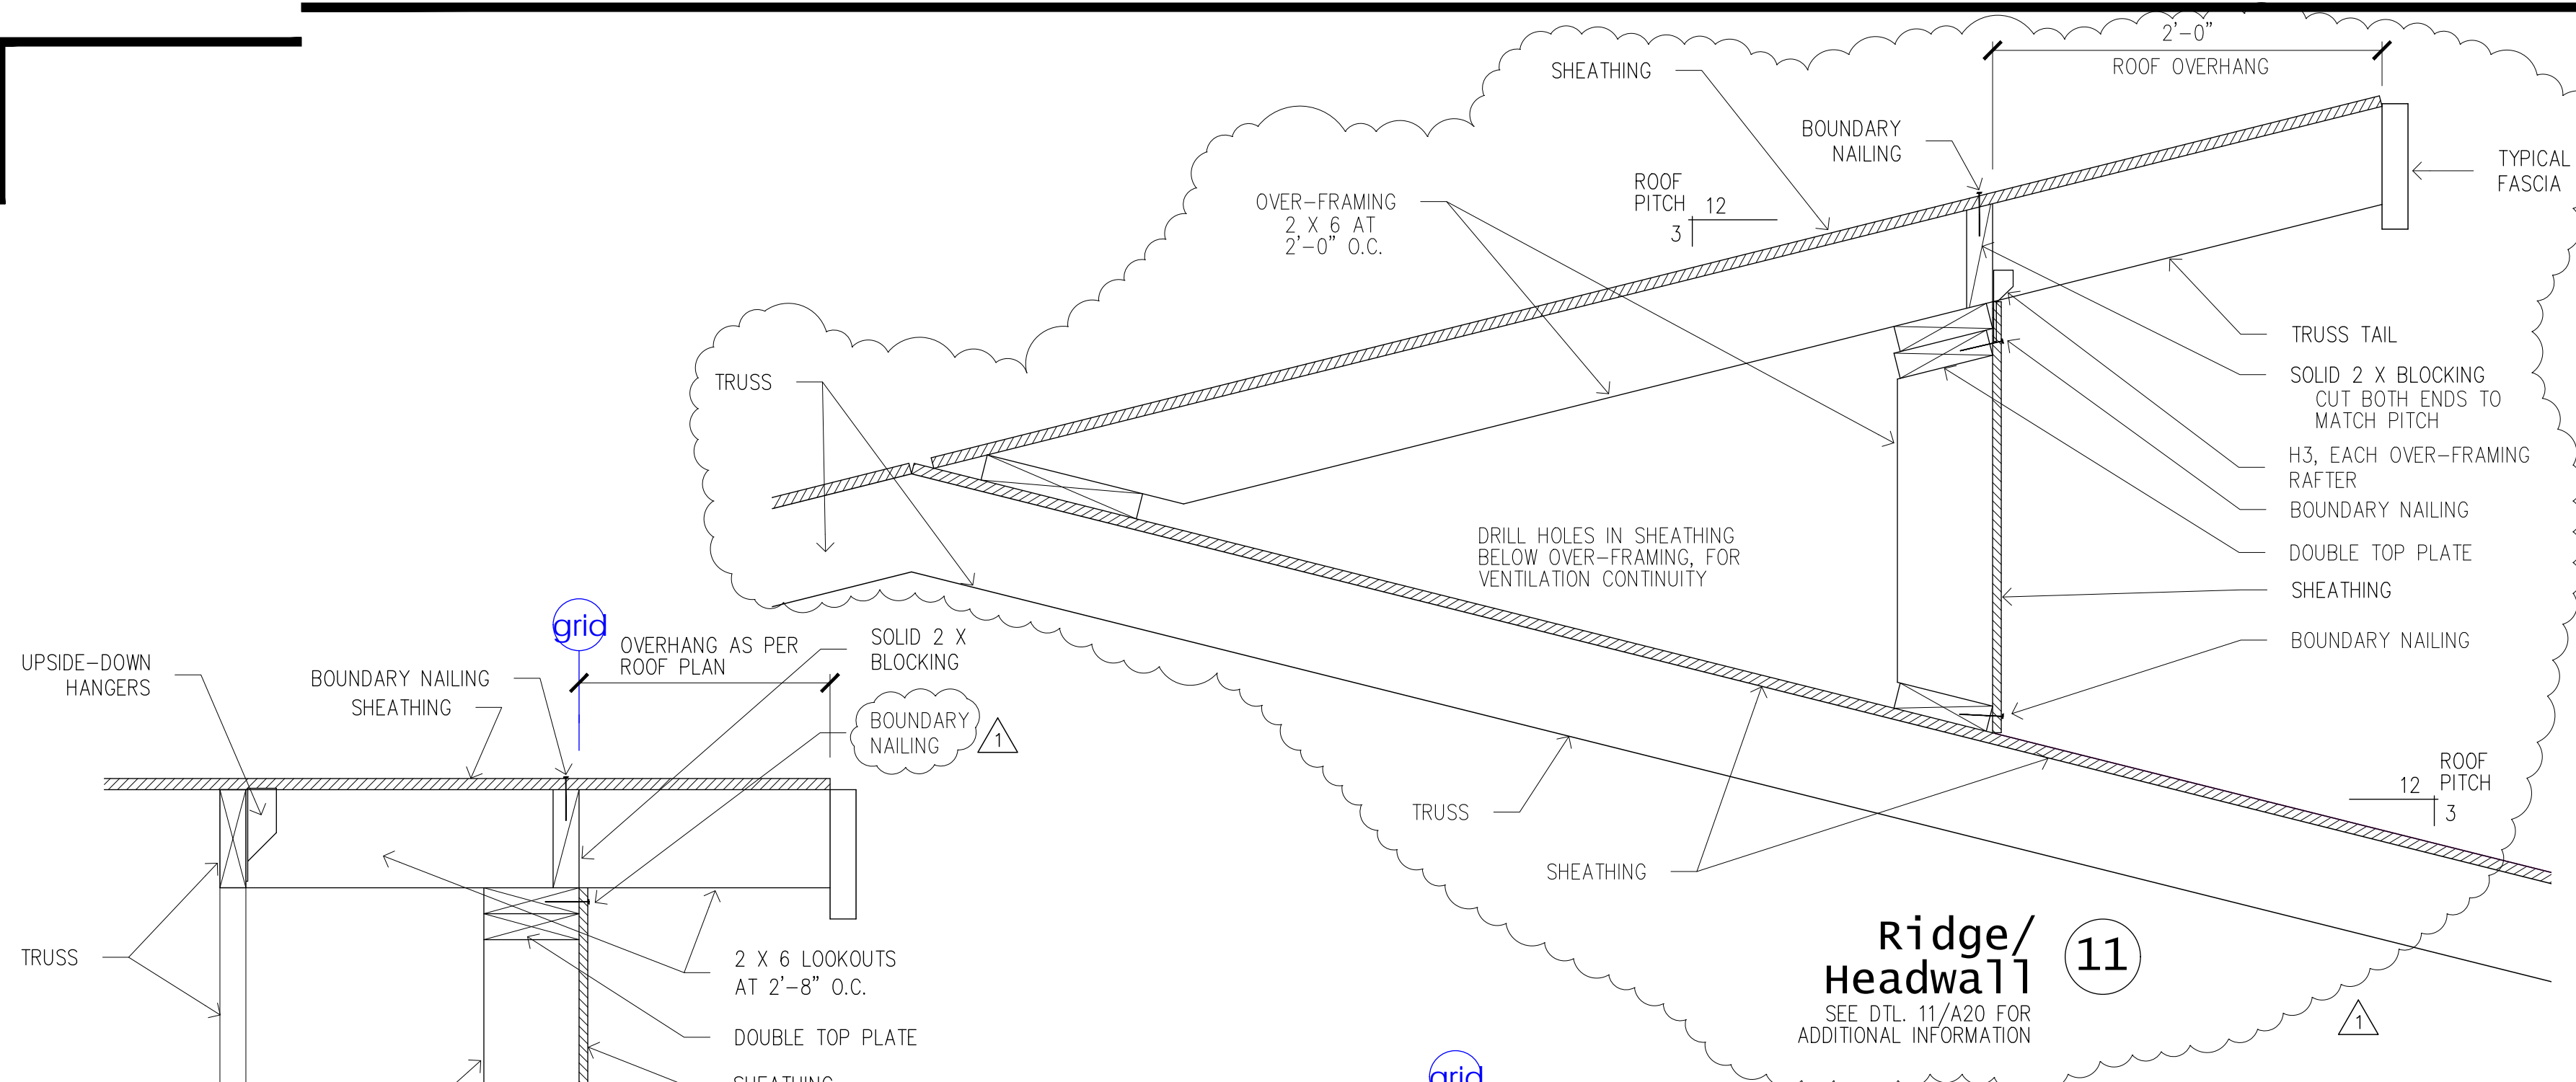 2'-0"
ROOF OVERHANG
SHEATHING
BOUNDARY
NAILING
TYPICAL
FASCIA
ROOF
PITCH
12
3
OVER-FRAMING
2 X 6 AT
2'-0" O.C.
TRUSS TAIL
SOLID 2 X BLOCKING
CUT BOTH ENDS TO
MATCH PITCH
H3, EACH OVER-FRAMING
RAFTER
BOUNDARY NAILING
DOUBLE TOP PLATE
SHEATHING
BOUNDARY NAILING
TRUSS
DRILL HOLES IN SHEATHING
BELOW OVER-FRAMING, FOR
VENTILATION CONTINUITY
ROOF
PITCH
12
3
TRUSS
SHEATHING
Ridge/
Headwall
11
SEE DTL. 11/A20 FOR
ADDITIONAL INFORMATION
1
grid
OVERHANG AS PER
ROOF PLAN
SOLID 2 X
BLOCKING
UPSIDE-DOWN
HANGERS
BOUNDARY NAILING
SHEATHING
BOUNDARY
NAILING
1
TRUSS
2 X 6 LOOKOUTS
AT 2'-8" O.C.
DOUBLE TOP PLATE
SHEATHING
grid